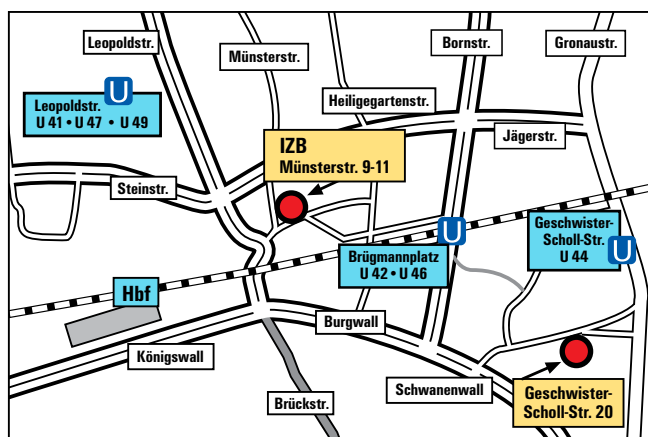 Leopoldstr.
Münsterstr.
Bornstr.
Gronaustr.
U
Leopoldstr.
U 41 • U 47 • U 49
Heiligegartenstr.
Jägerstr.
IZB
Münsterstr. 9-11
Steinstr.
U
Brügmannplatz
U 42 • U 46
Geschwister-
Scholl-Str.
U 44
U
Hbf
Burgwall
Königswall
Schwanenwall
Brückstr.
Geschwister-
Scholl-Str. 20